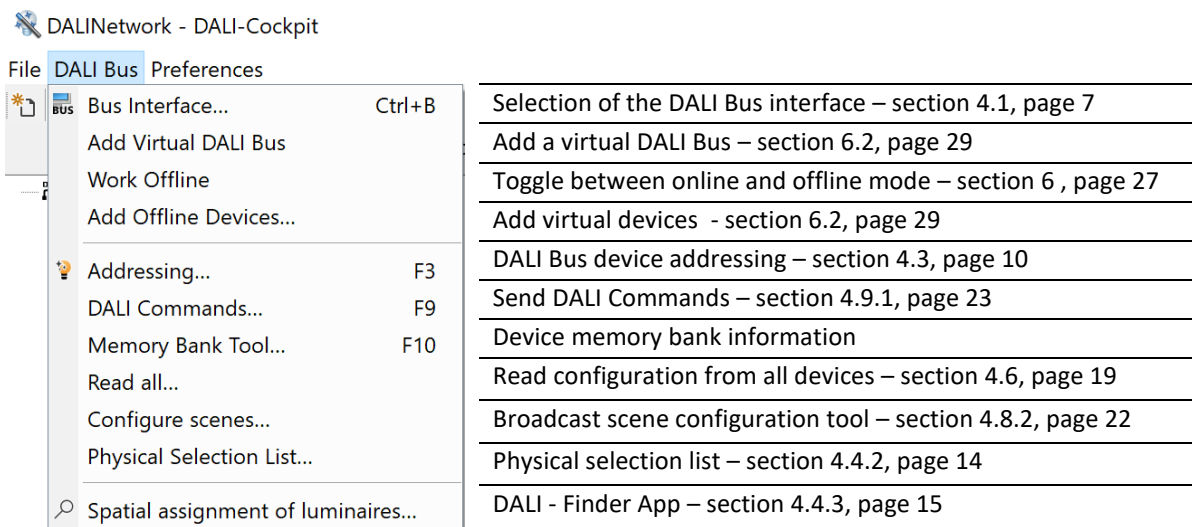 DALINetwork - DALI-Cockpit
File DALI Bus Preferences
BUS Bus Interface... Ctrl+B Selection of the DALI Bus interface – section 4.1, page 7
Add Virtual DALI Bus Add a virtual DALI Bus – section 6.2, page 29
Work Offline Toggle between online and offline mode – section 6 , page 27
Add Offline Devices... Add virtual devices - section 6.2, page 29
Addressing... F3 DALI Bus device addressing – section 4.3, page 10
DALI Commands... F9 Send DALI Commands – section 4.9.1, page 23
Memory Bank Tool... F10 Device memory bank information
Read all... Read configuration from all devices – section 4.6, page 19
Configure scenes... Broadcast scene configuration tool – section 4.8.2, page 22
Physical Selection List... Physical selection list – section 4.4.2, page 14
Spatial assignment of luminaires... DALI - Finder App – section 4.4.3, page 15